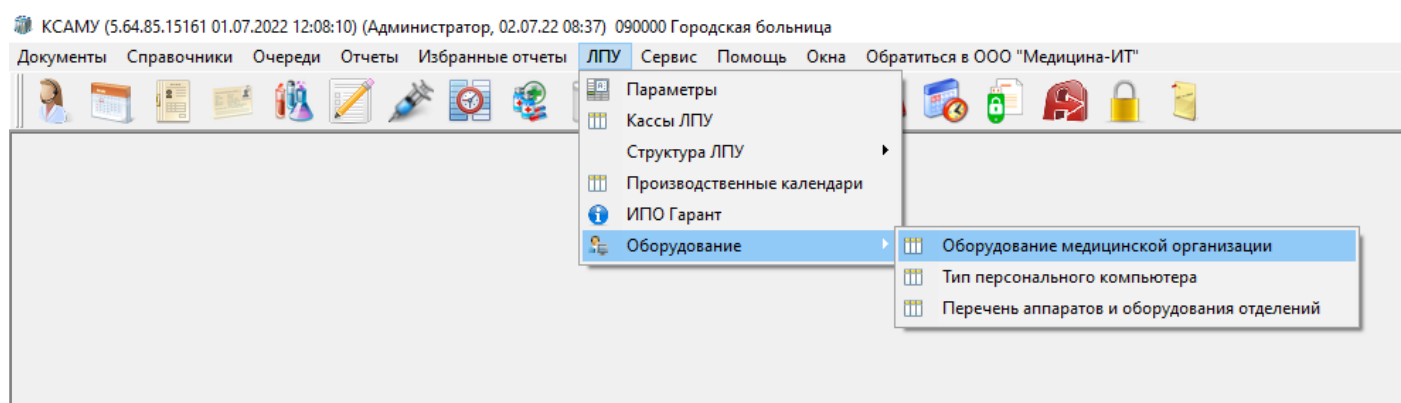 КСАМУ (5.64.85.15161 01.07.2022 12:08:10) (Администратор, 02.07.22 08:37) 090000 Городская больница
Документы Справочники Очереди Отчеты Избранные отчеты ЛПУ Сервис Помощь Окна Обратиться в ООО "Медицина-ИТ"
Параметры
Кассы ЛПУ
Структура ЛПУ
Производственные календари
ИПО Гарант
Оборудование
Оборудование медицинской организации
Тип персонального компьютера
Перечень аппаратов и оборудования отделений